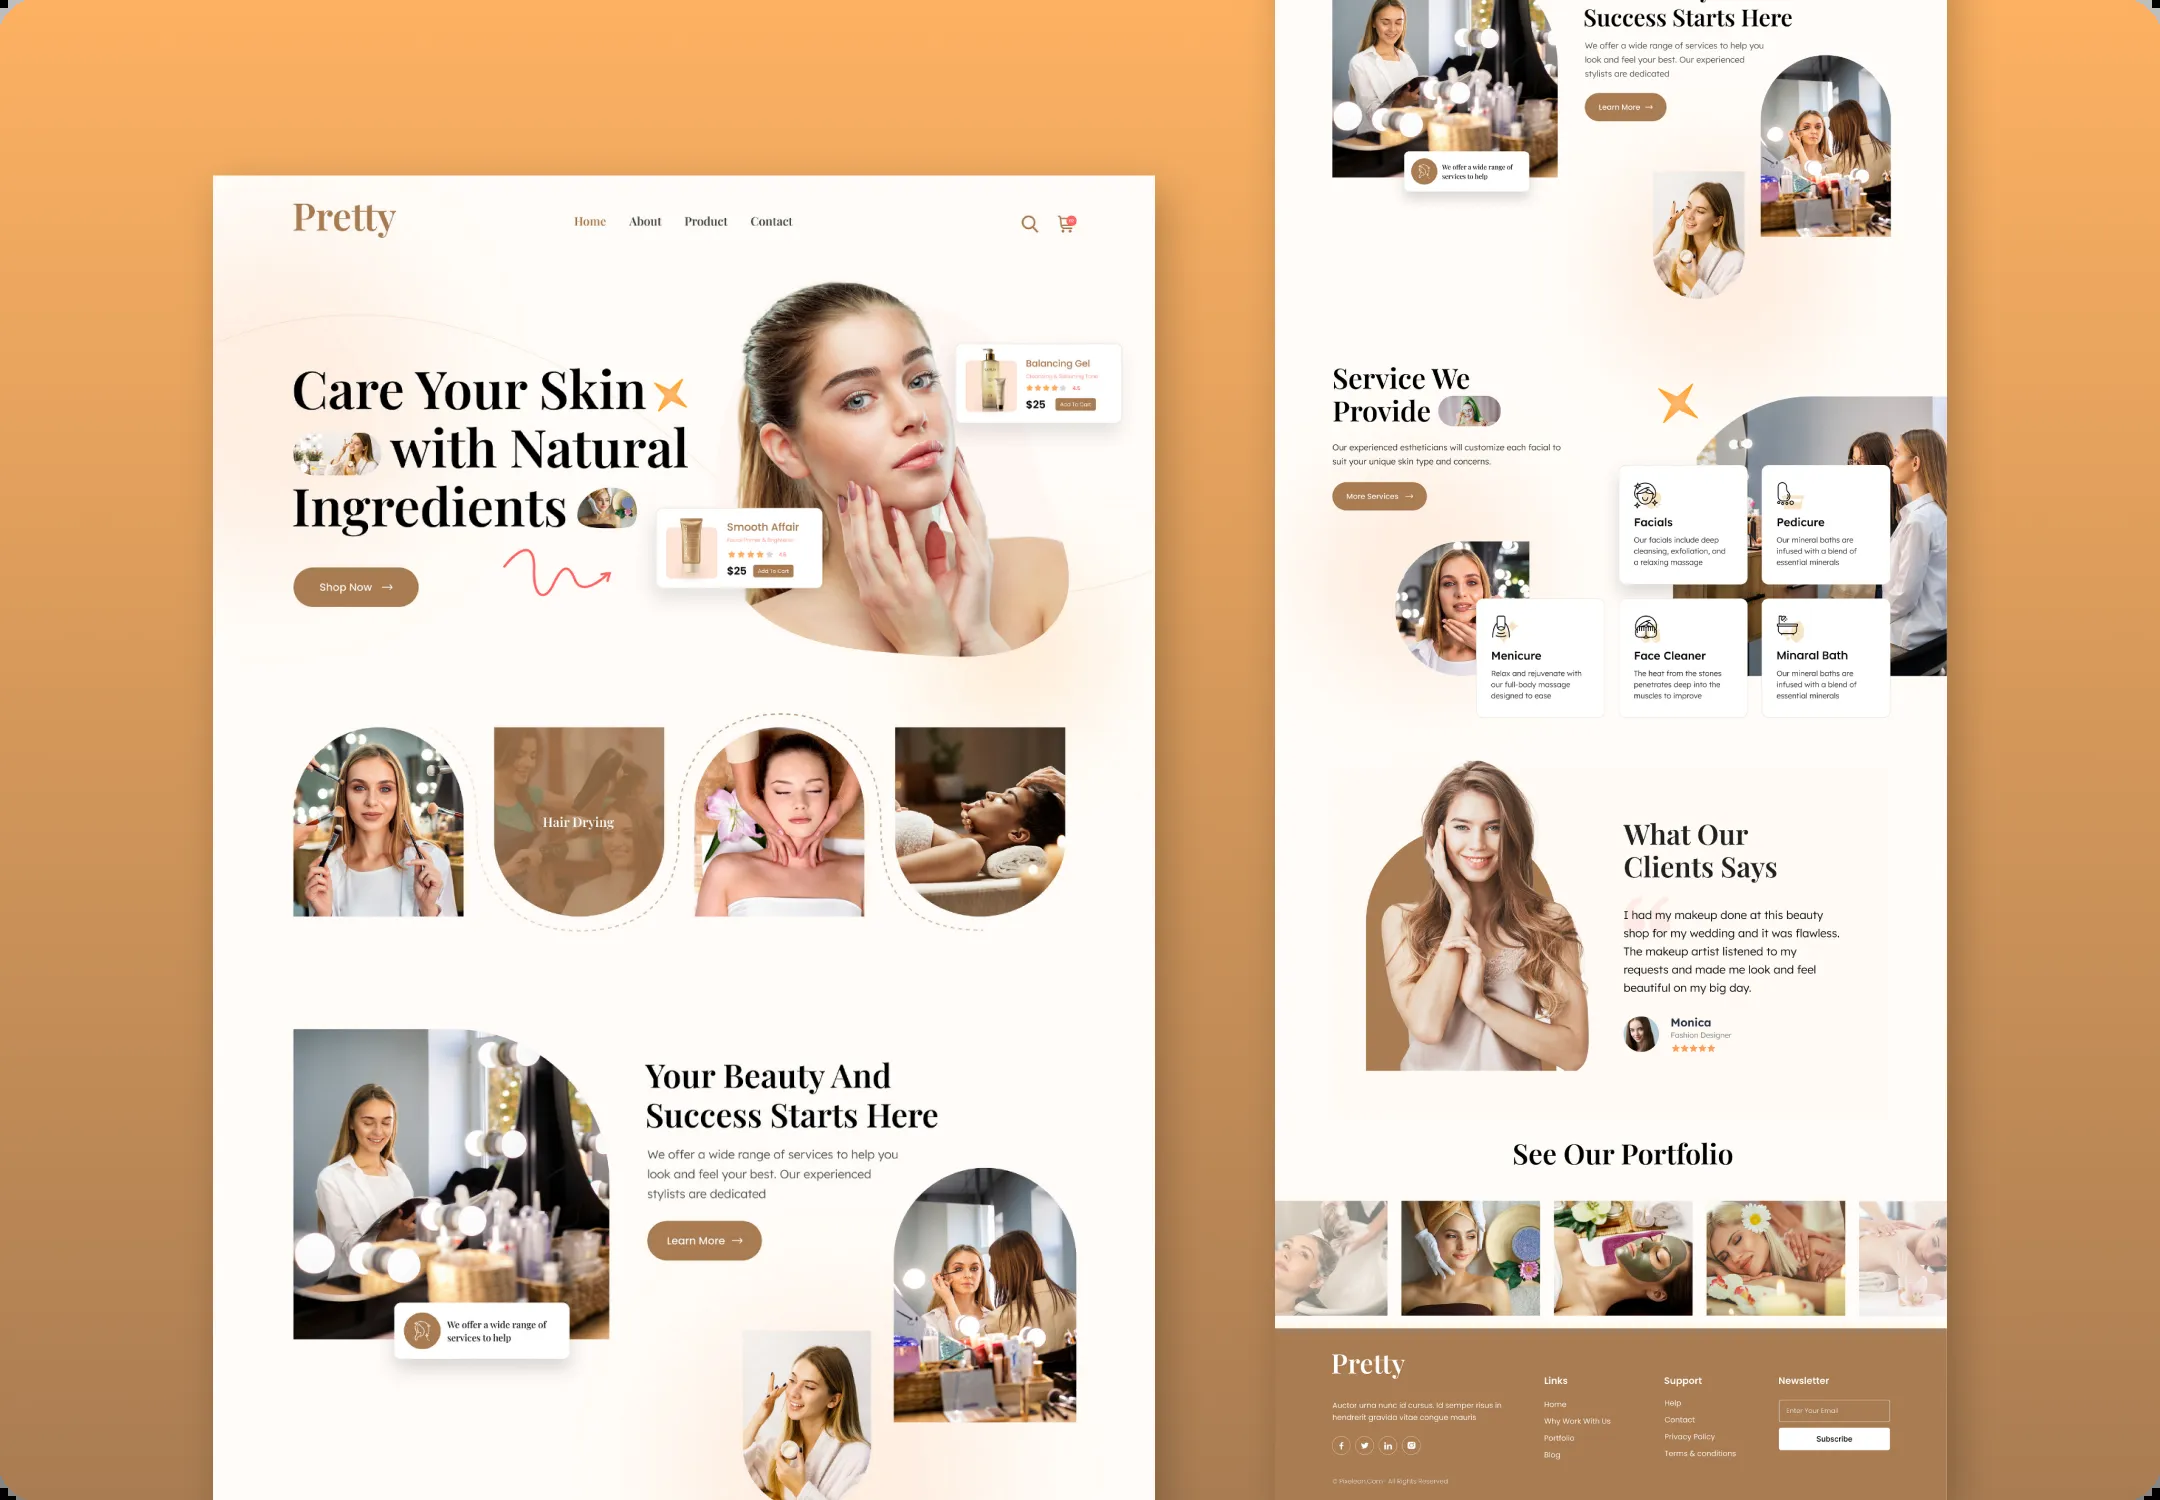 Pretty
Home
About
Product
Contact
Care Your Skin
with Natural
Ingredients
Shop Now
Balancing Gel
Cleansing & Balancing Toner
4.5
$25
Add To Cart
Smooth Affair
Facial Primer & Brightener
4.5
$25
Add To Cart
Hair Drying
Your Beauty And
Success Starts Here
We offer a wide range of services to help you
look and feel your best. Our experienced
stylists are dedicated
Learn More
We offer a wide range of
services to help
Success Starts Here
We offer a wide range of services to help you
look and feel your best. Our experienced
stylists are dedicated
Learn More
We offer a wide range of
services to help
Service We
Provide
Our experienced estheticians will customize each facial to
suit your unique skin type and concerns.
More Services
Facials
Our facials include deep
cleansing, exfoliation, and
a relaxing massage
Pedicure
Our mineral baths are
infused with a blend of
essential minerals
Menicure
Relax and rejuvenate with
our full-body massage
designed to ease
Face Cleaner
The heat from the stones
penetrates deep into the
muscles to improve
Minaral Bath
Our mineral baths are
infused with a blend of
essential minerals
What Our
Clients Says
I had my makeup done at this beauty
shop for my wedding and it was flawless.
The makeup artist listened to my
requests and made me look and feel
beautiful on my big day.
Monica
Fashion Designer
See Our Portfolio
Pretty
Auctor urna nunc id cursus. Id semper risus in
hendrerit gravida vitae congue mauris
© Pixelean.Com - All Rights Reserved
Links
Home
Why Work With Us
Portfolio
Blog
Support
Help
Contact
Privacy Policy
Terms & conditions
Newsletter
Enter Your Email
Subscribe